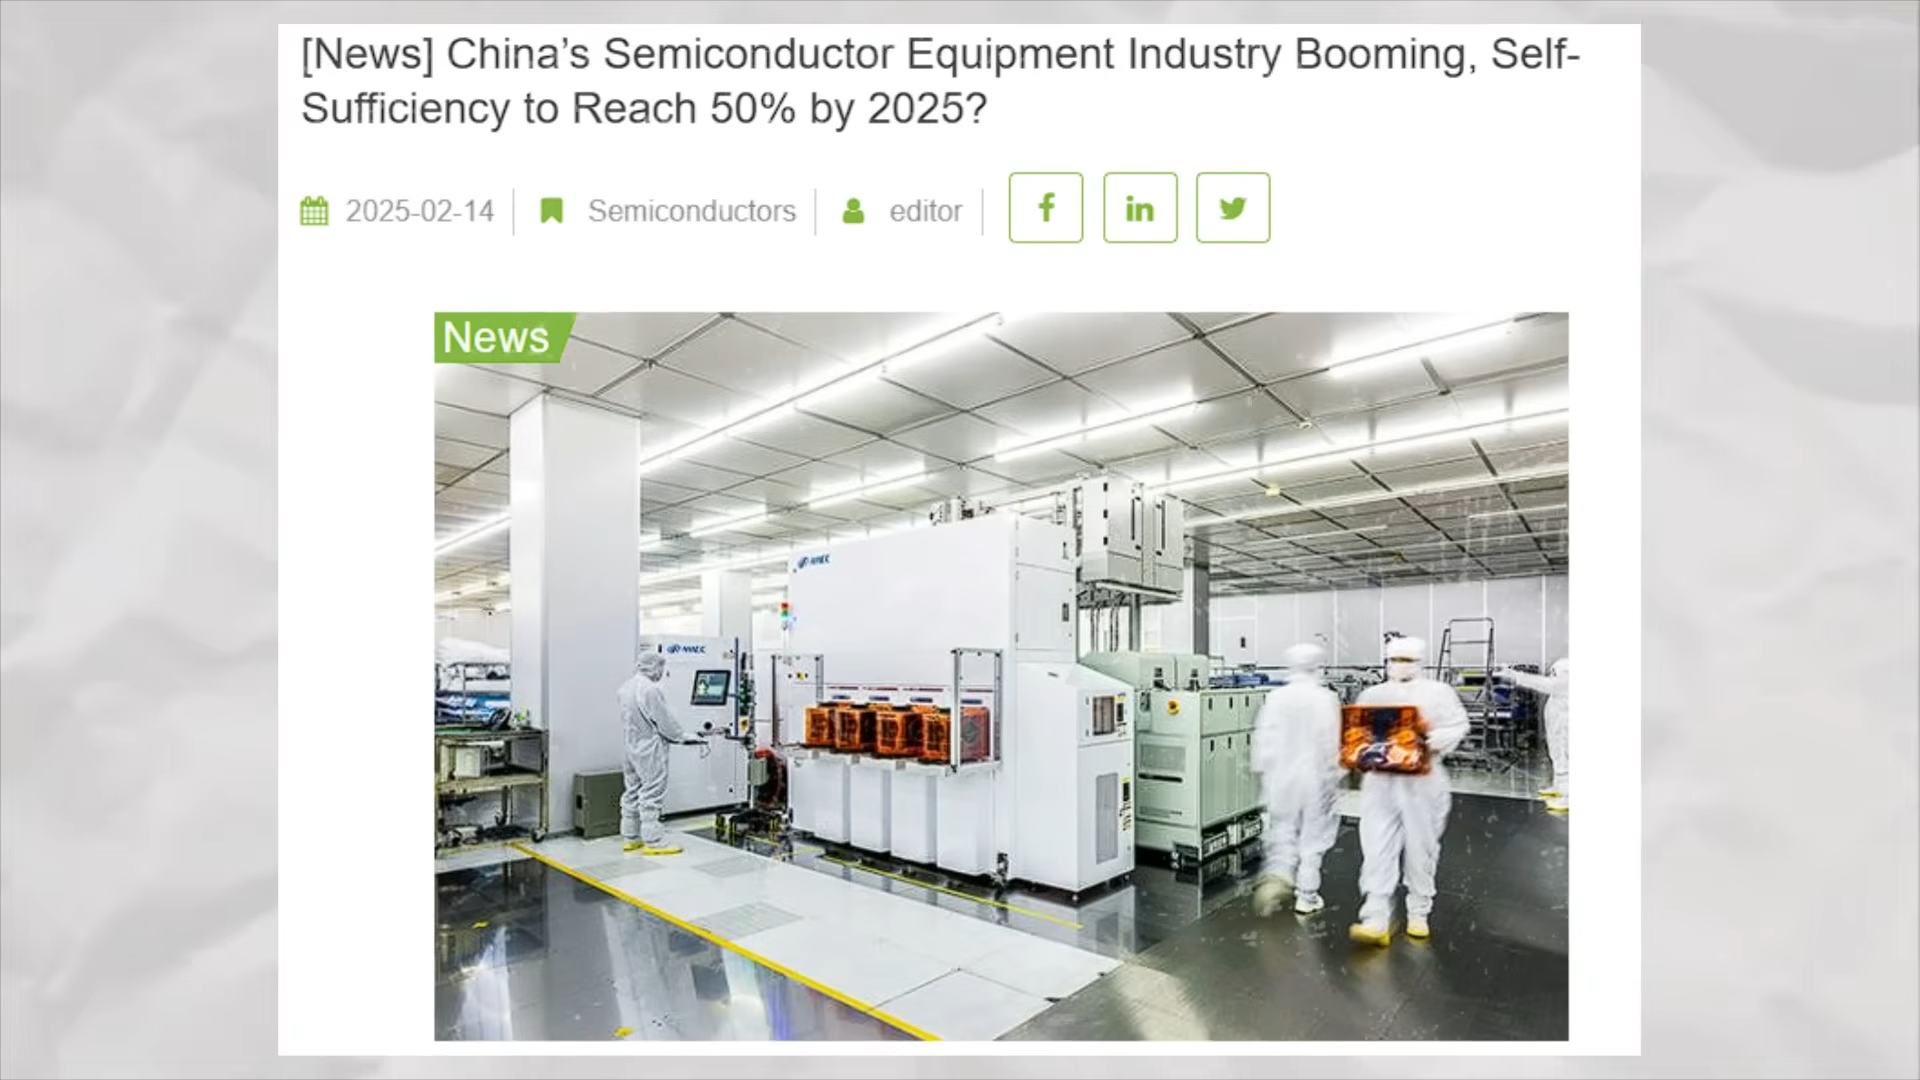 [News] China’s Semiconductor Equipment Industry Booming, Self-
Sufficiency to Reach 50% by 2025?
2025-02-14 Semiconductors editor
News